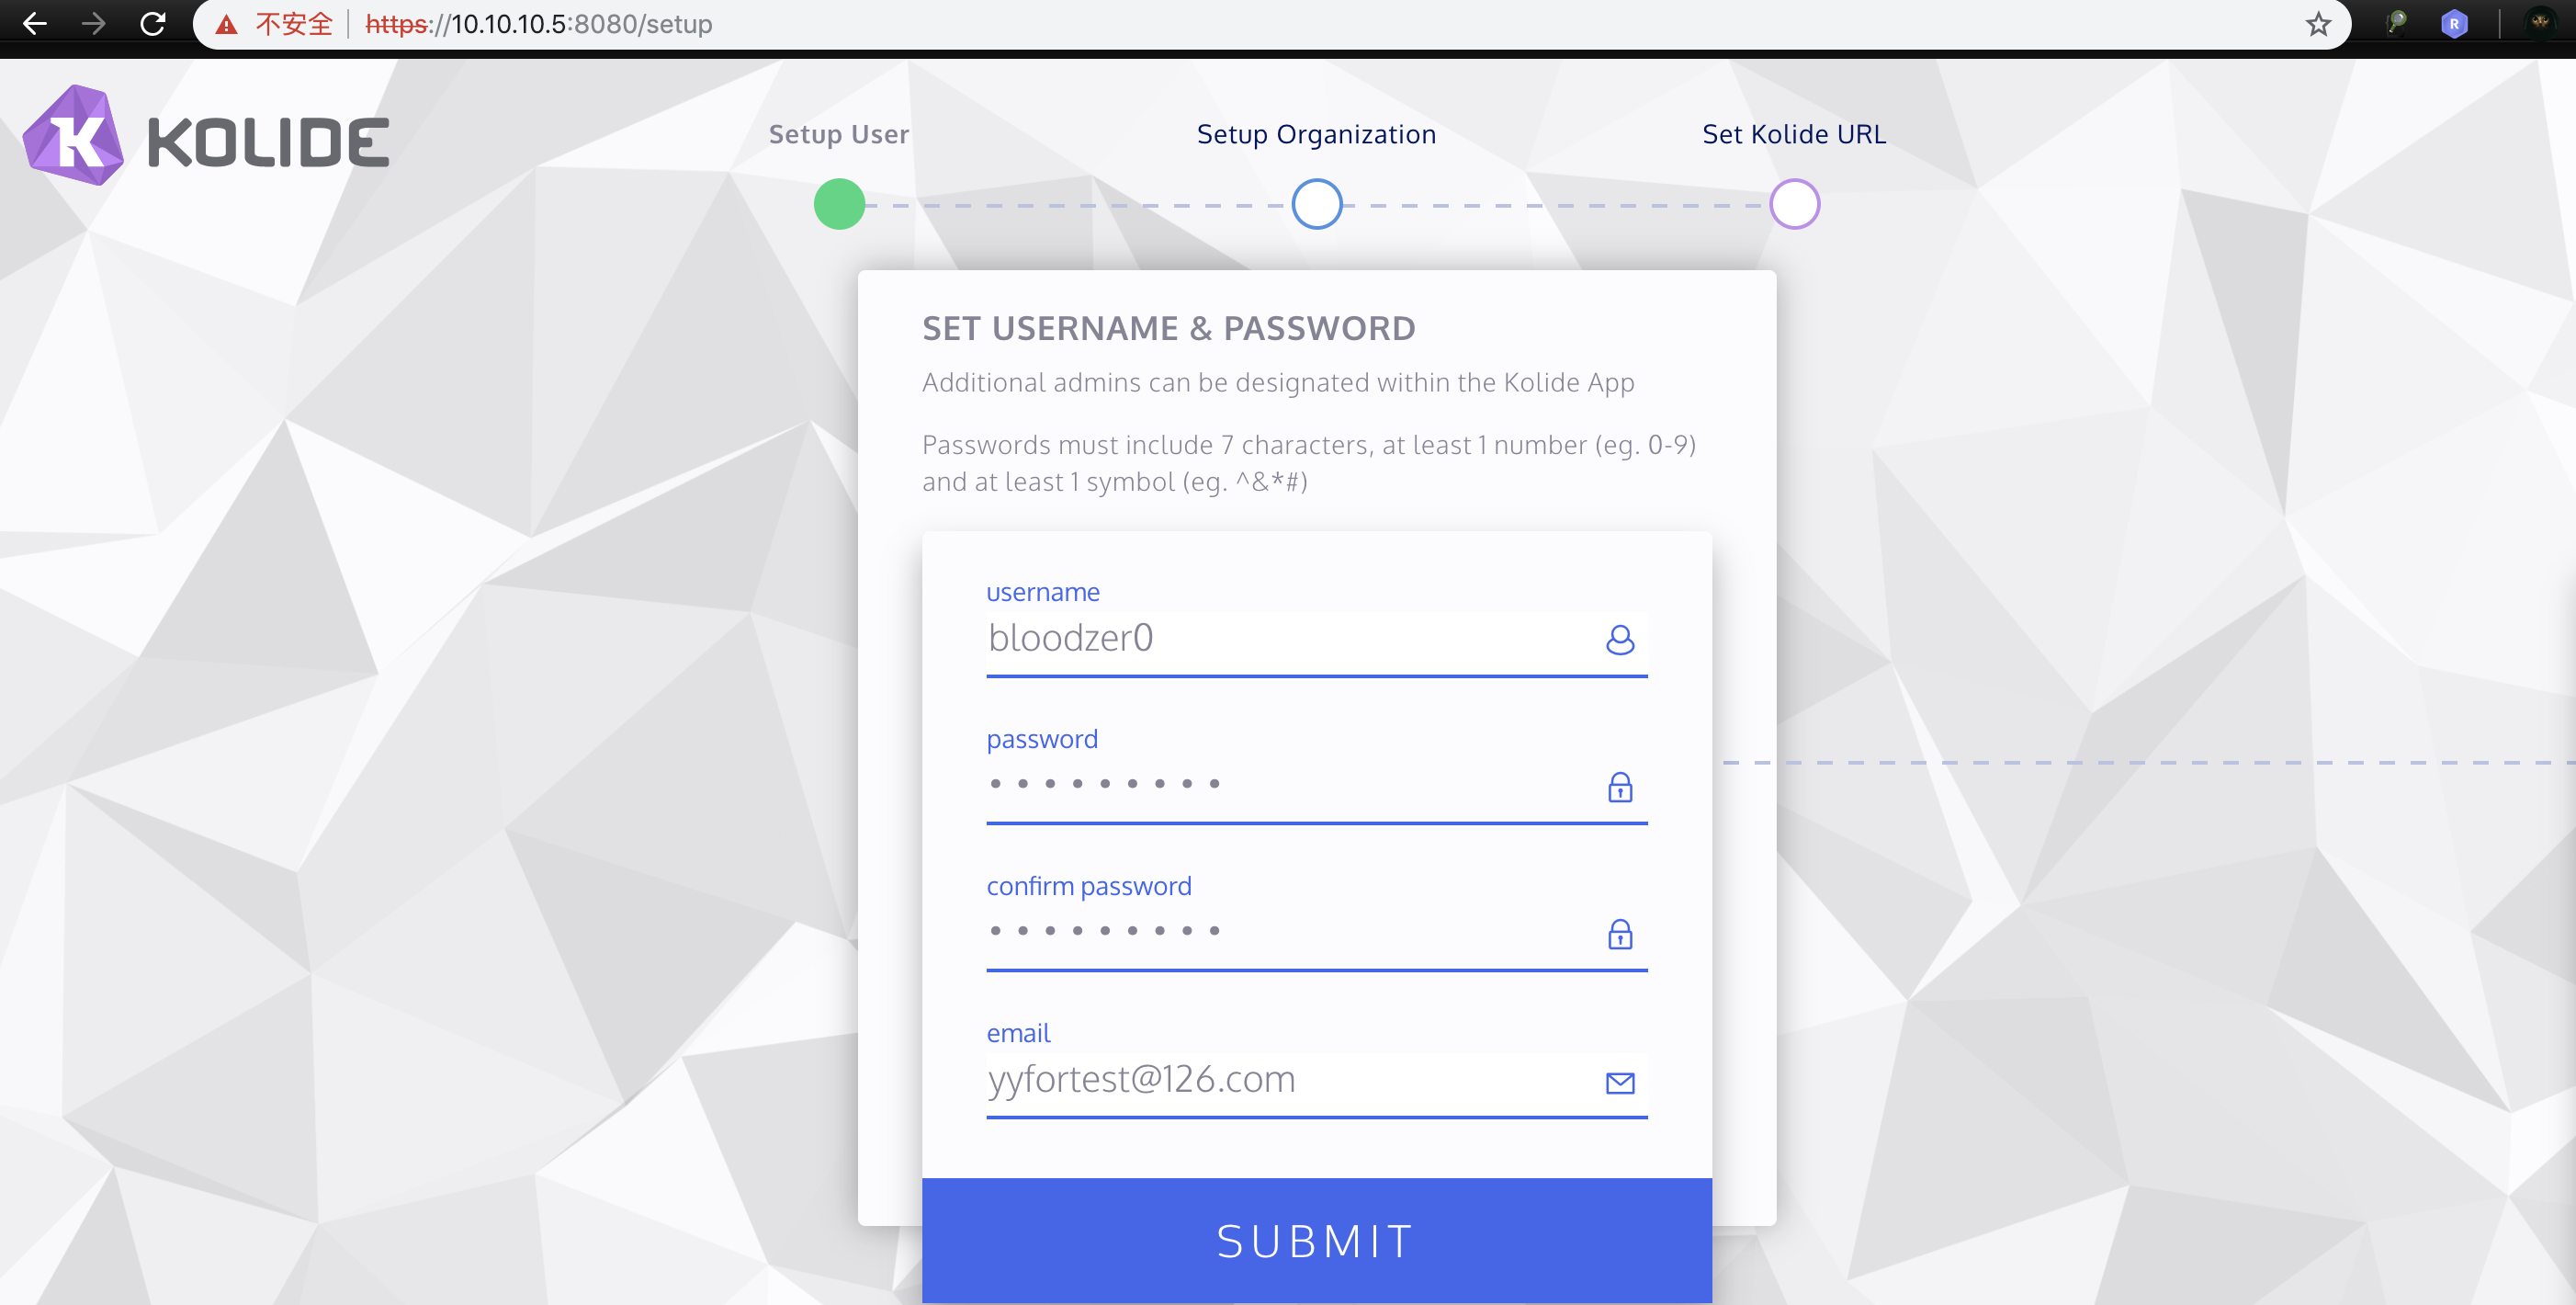 不安全 | https://10.10.10.5:8080/setup
R
KOLIDE
Setup User
Setup Organization
Set Kolide URL
SET USERNAME & PASSWORD
Additional admins can be designated within the Kolide App
Passwords must include 7 characters, at least 1 number (eg. 0-9)
and at least 1 symbol (eg. ^&*#)
username
bloodzer0
password
•••••••••
confirm password
•••••••••
email
yyfortest@126.com
SUBMIT